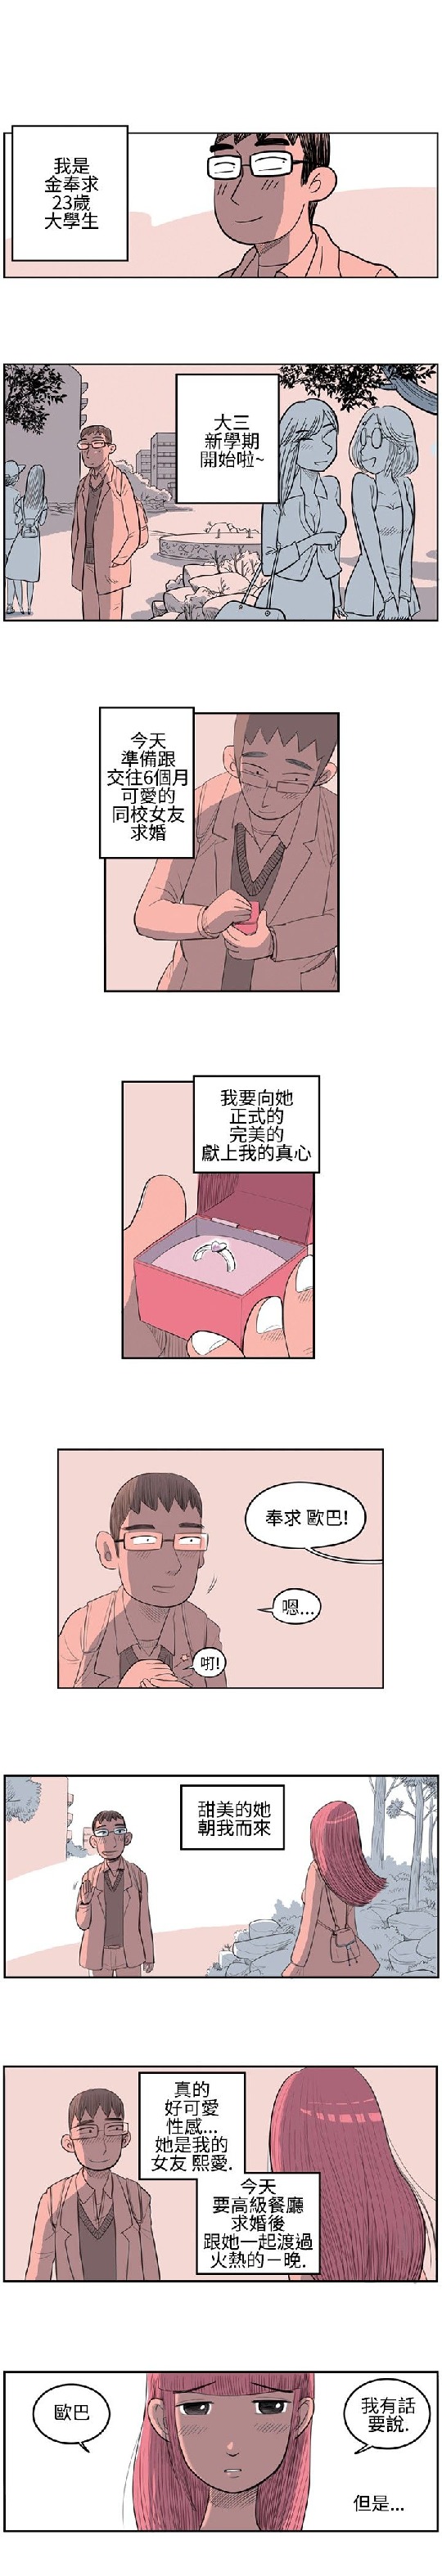 我是
金奉求
23歲
大學生
大三
新學期
開始啦~
今天
準備跟
交往6個月
可愛的
同校女友
求婚
我要向她
正式的
完美的
獻上我的真心
奉求 歐巴!
嗯...
咑!
甜美的她
朝我而來
真的
好可愛
性感...
她是我的
女友 熙愛.
今天
要高級餐廳
求婚後
跟她一起渡過
火熱的一晚.
歐巴
我有話
要說.
但是...